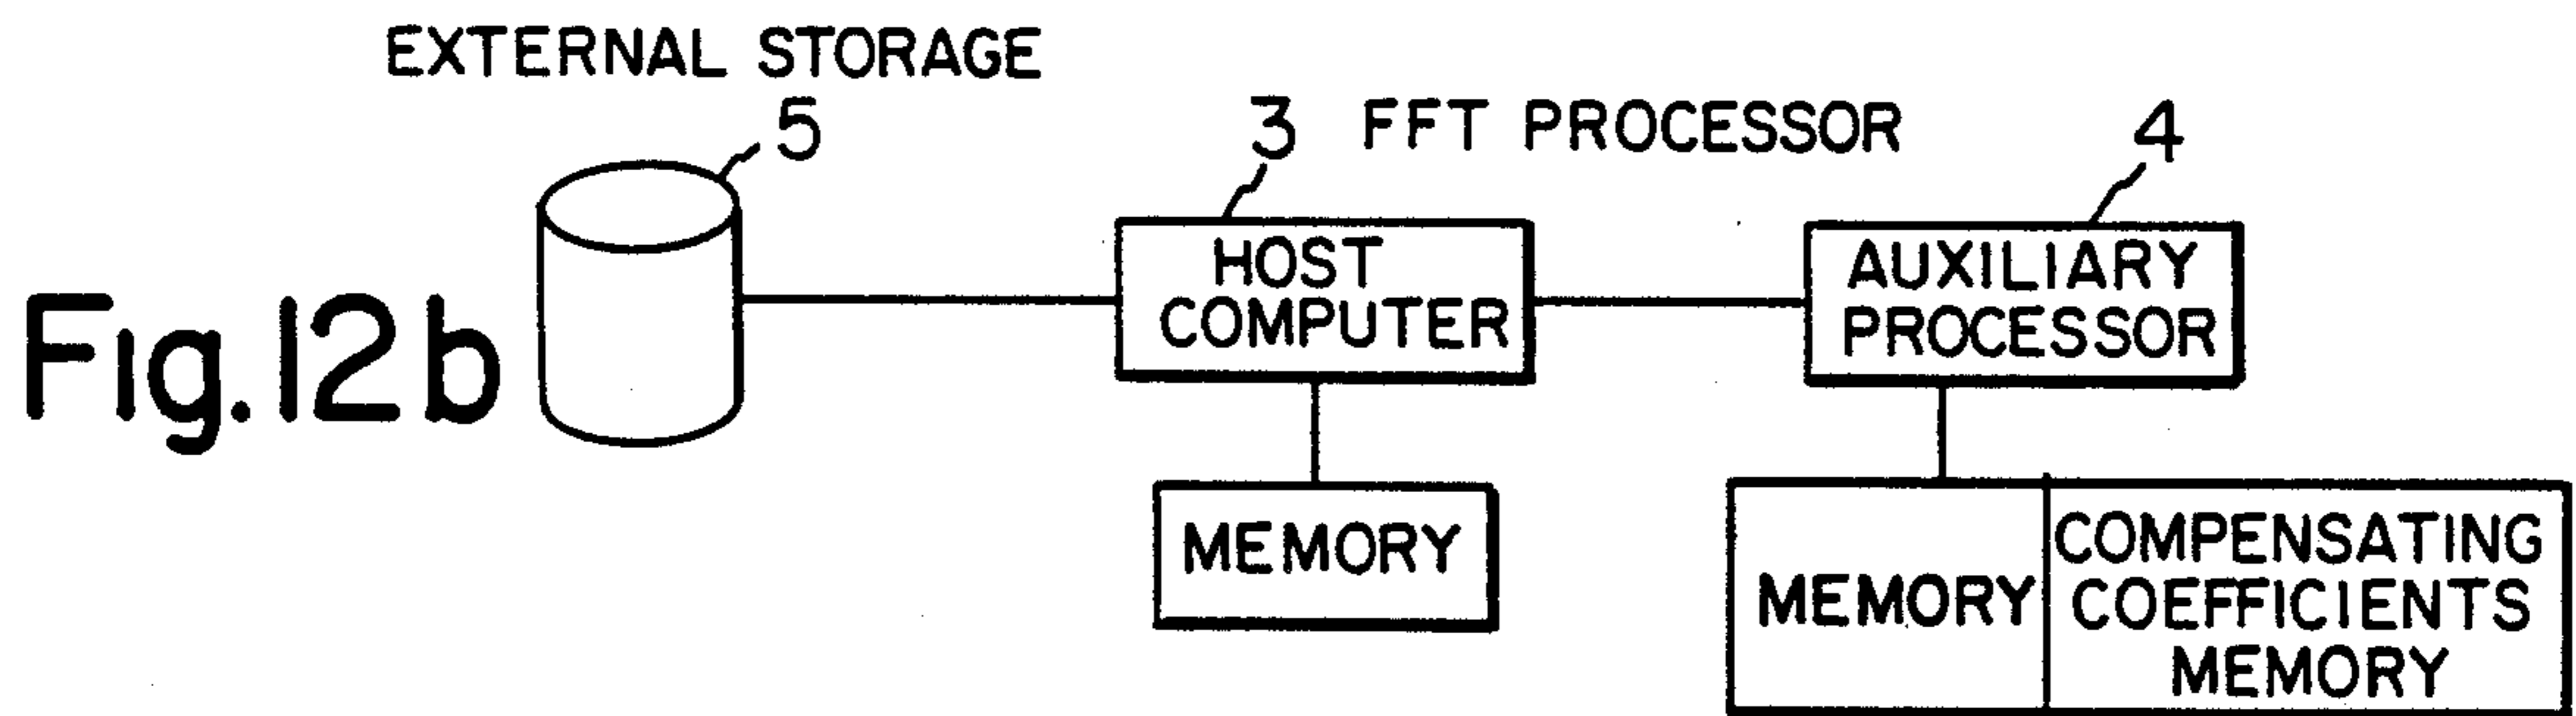 EXTERNAL STORAGE
5
3 FFT PROCESSOR
4
HOST
COMPUTER
AUXILIARY
PROCESSOR
Fig. 12b
MEMORY
MEMORY
COMPENSATING
COEFFICIENTS
MEMORY